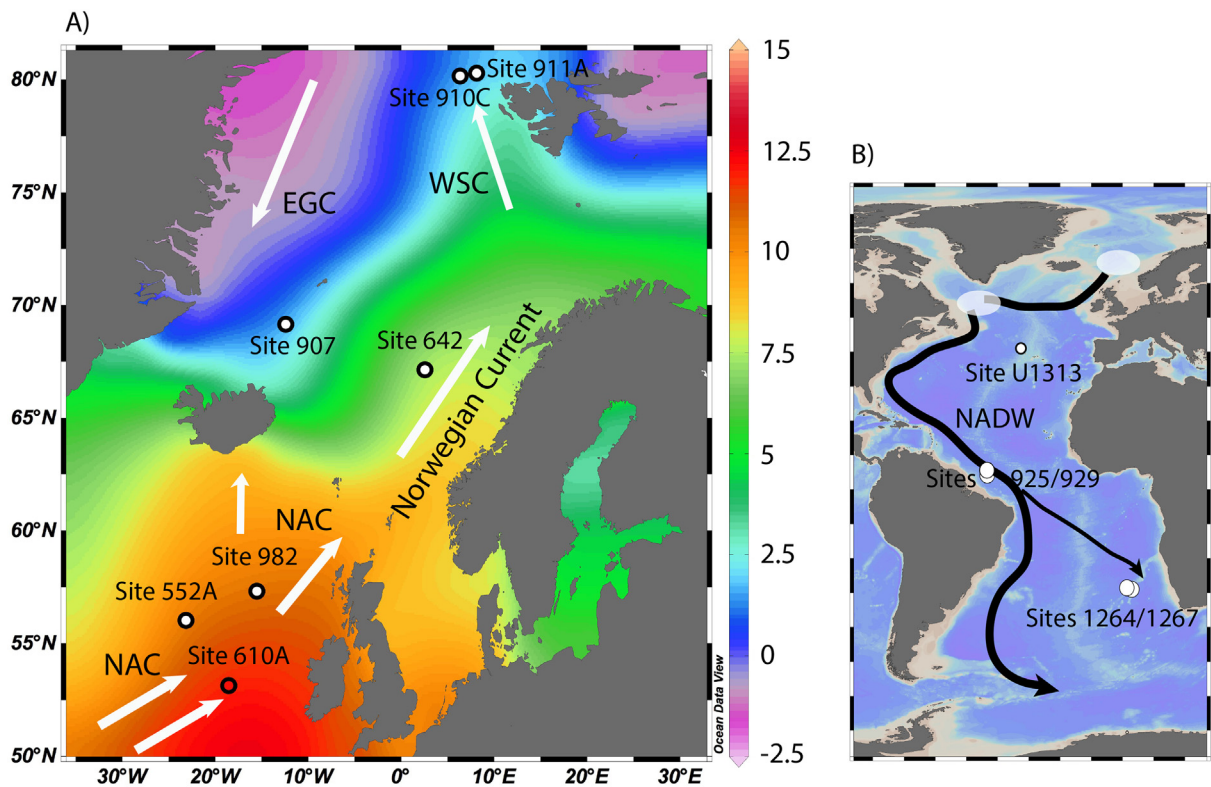 A)
80°N
75°N
70°N
65°N
60°N
55°N
50°N
30°W
20°W
10°W
0°
10°E
20°E
30°E
Site 911A
Site 910C
WSC
EGC
Site 907
Site 642
Norwegian Current
NAC
Site 982
Site 552A
Site 610A
NAC
Ocean Data View
15
12.5
10
7.5
5
2.5
0
-2.5
B)
Site U1313
NADW
Sites 925/929
Sites 1264/1267